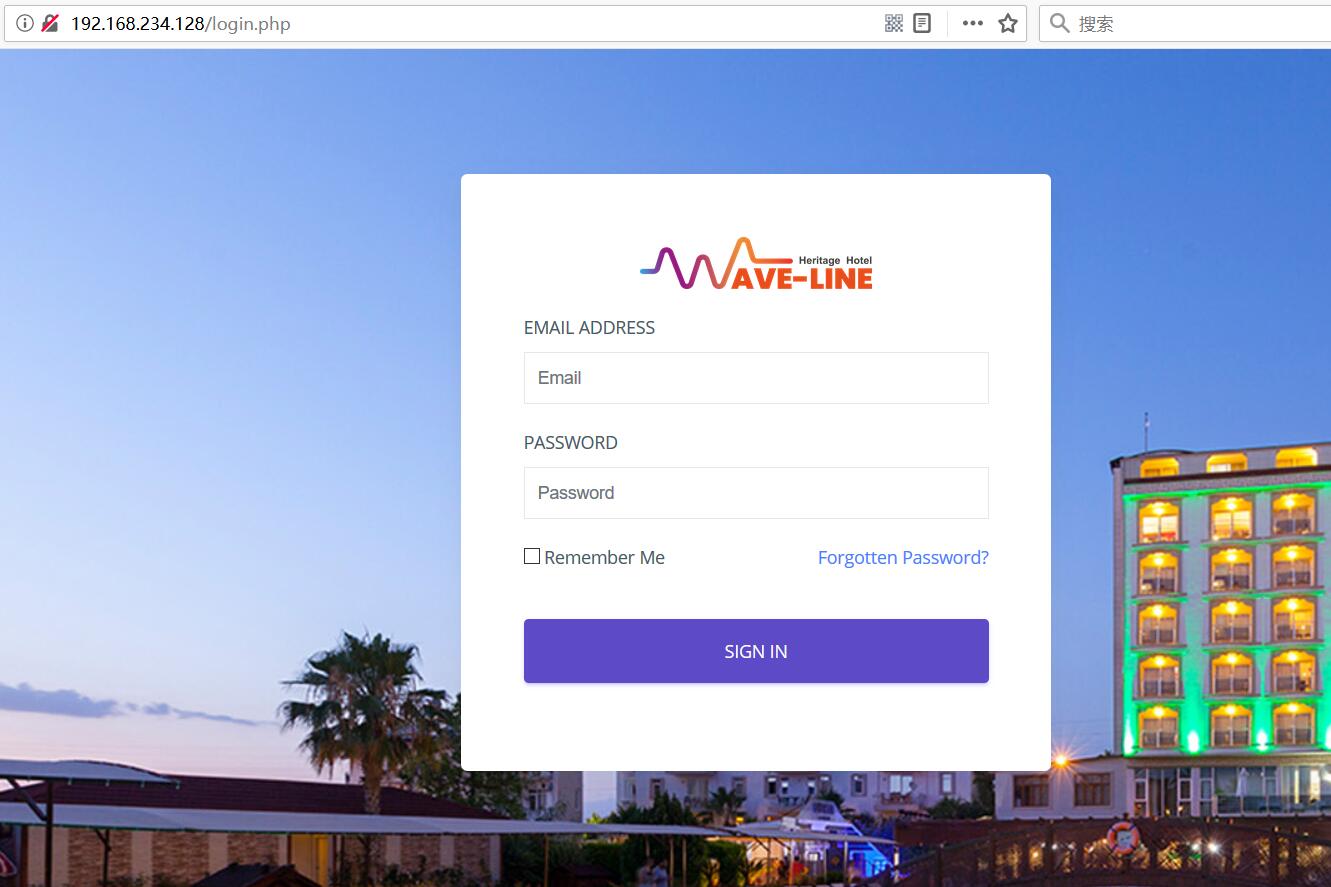 192.168.234.128/login.php
搜索
Heritage Hotel
AVE-LINE
EMAIL ADDRESS
Email
PASSWORD
Password
Remember Me
Forgotten Password?
SIGN IN